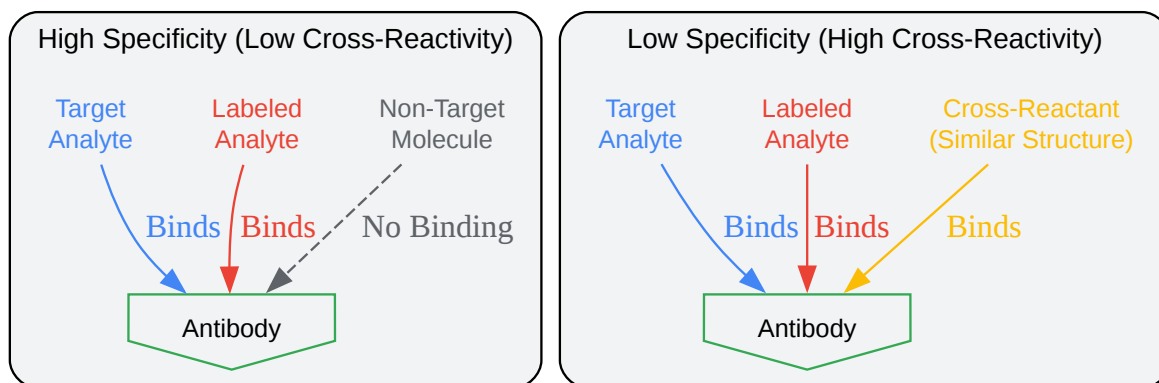 High Specificity (Low Cross-Reactivity)
Target
Analyte
Labeled
Analyte
Non-Target
Molecule
Binds
Binds
No Binding
Antibody
Low Specificity (High Cross-Reactivity)
Target
Analyte
Labeled
Analyte
Cross-Reactant
(Similar Structure)
Binds
Binds
Binds
Antibody